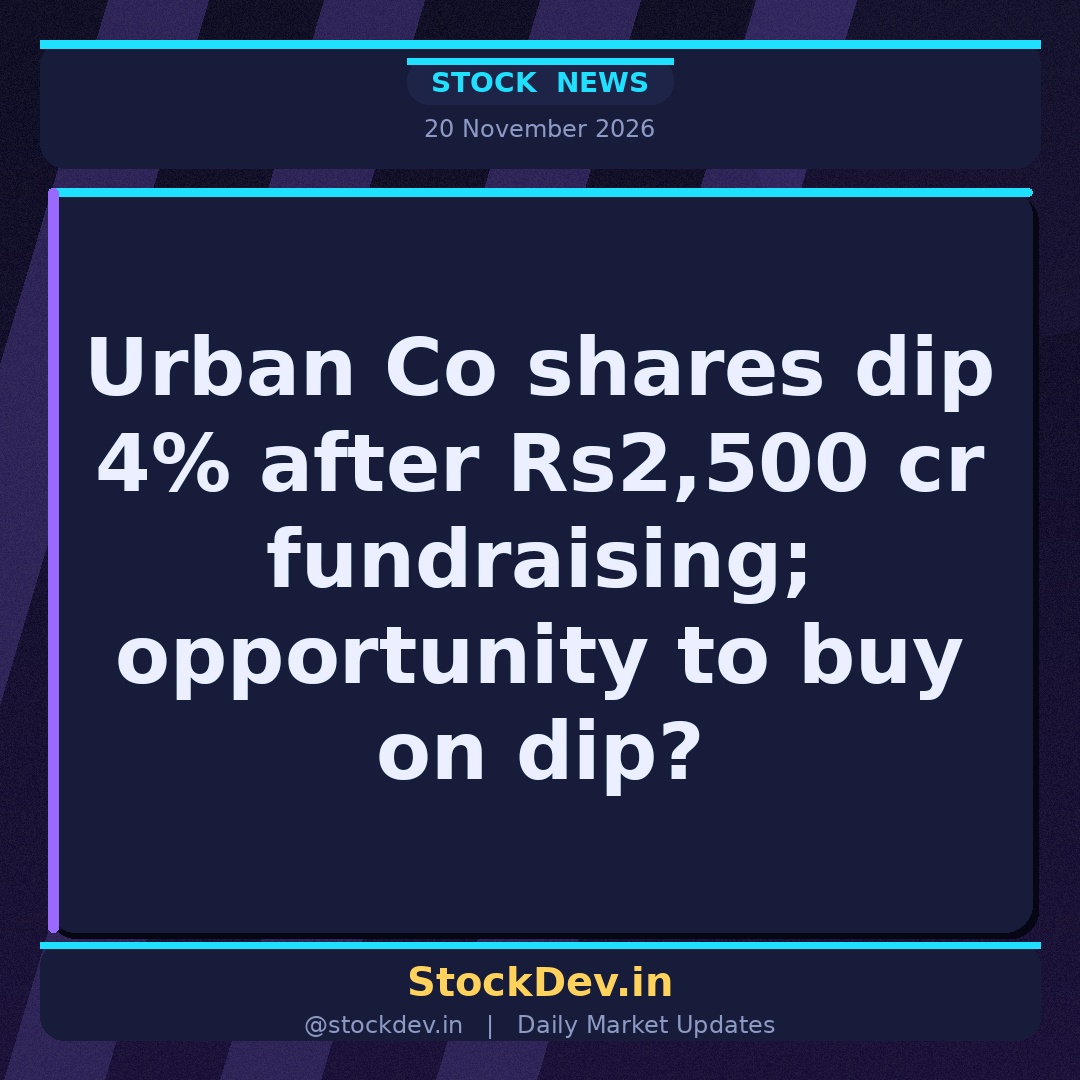 STOCK NEWS
20 November 2026
Urban Co shares dip
4% after Rs2,500 cr
fundraising;
opportunity to buy
on dip?
StockDev.in
@stockdev.in | Daily Market Updates